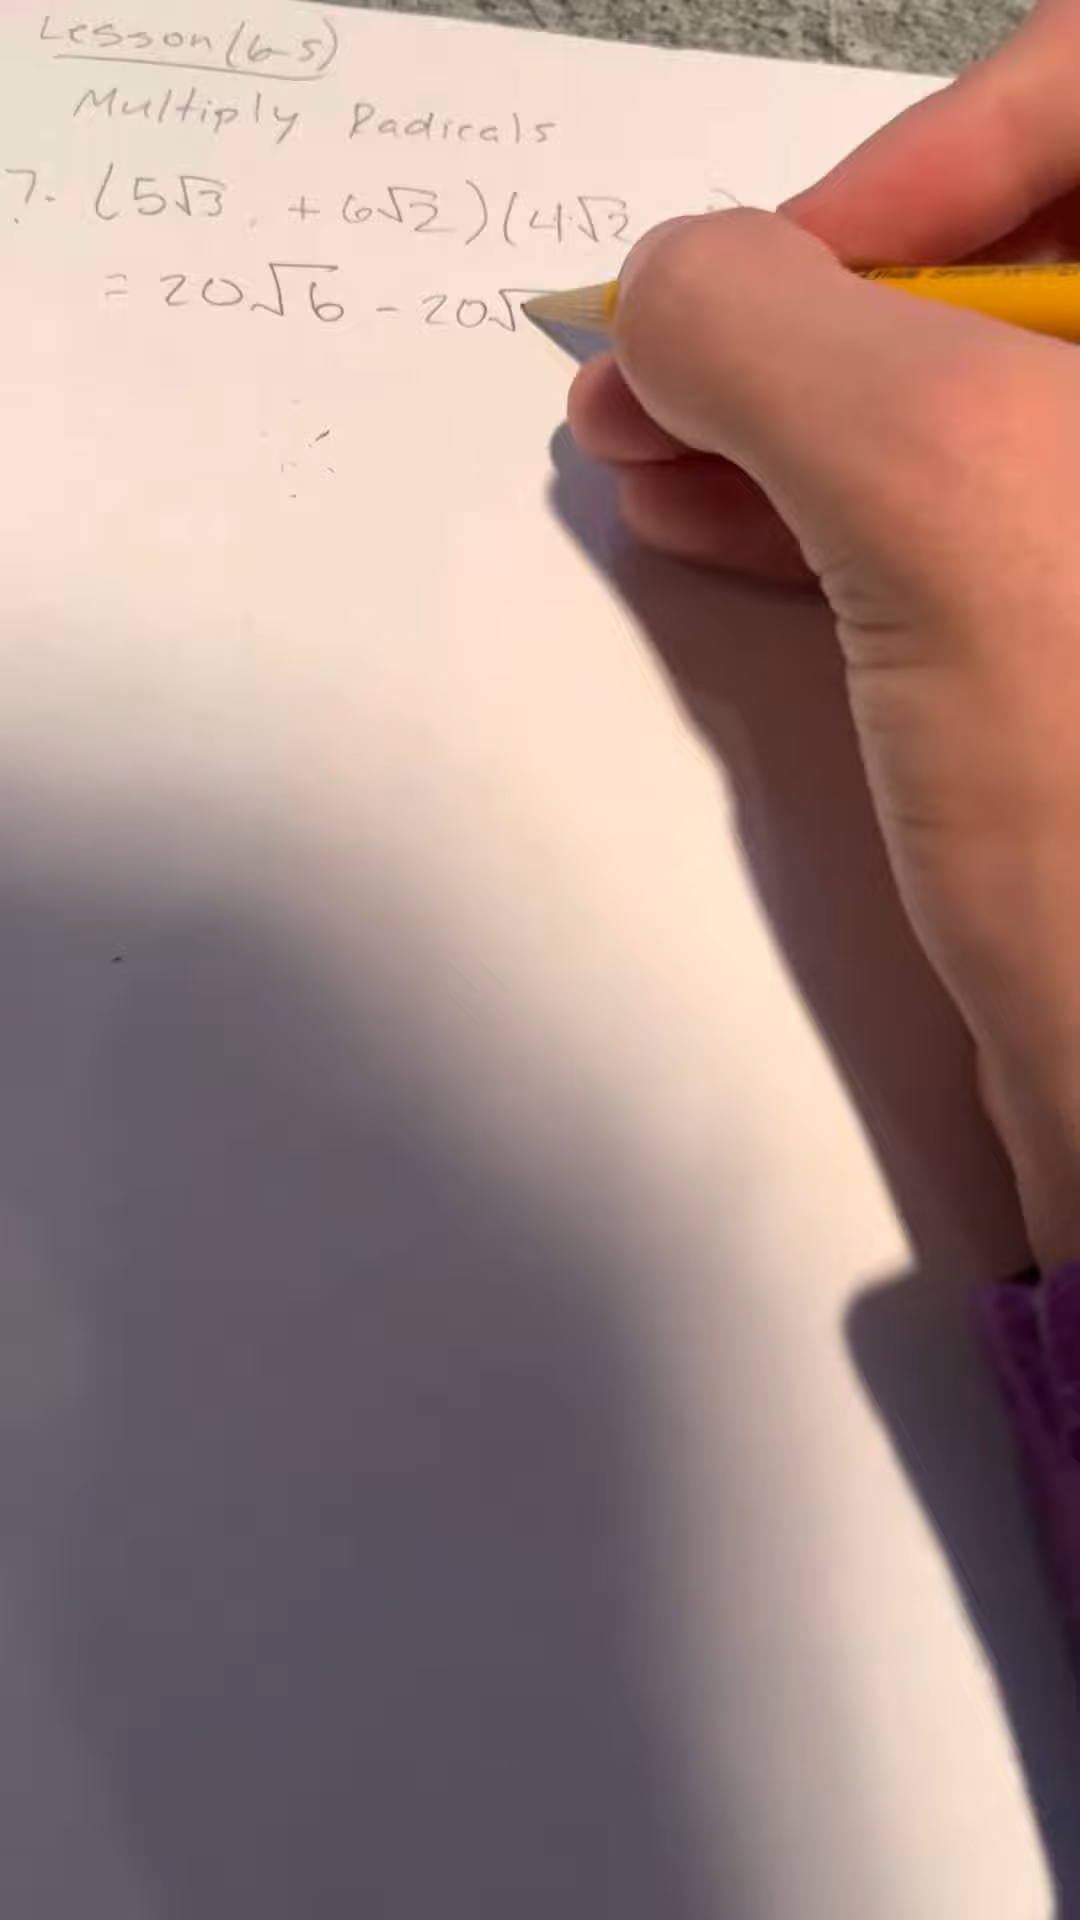 Lesson (6-5)
Multiply Radicals
7. (5√3 + 6√2)(4√2
= 20√6 - 20√